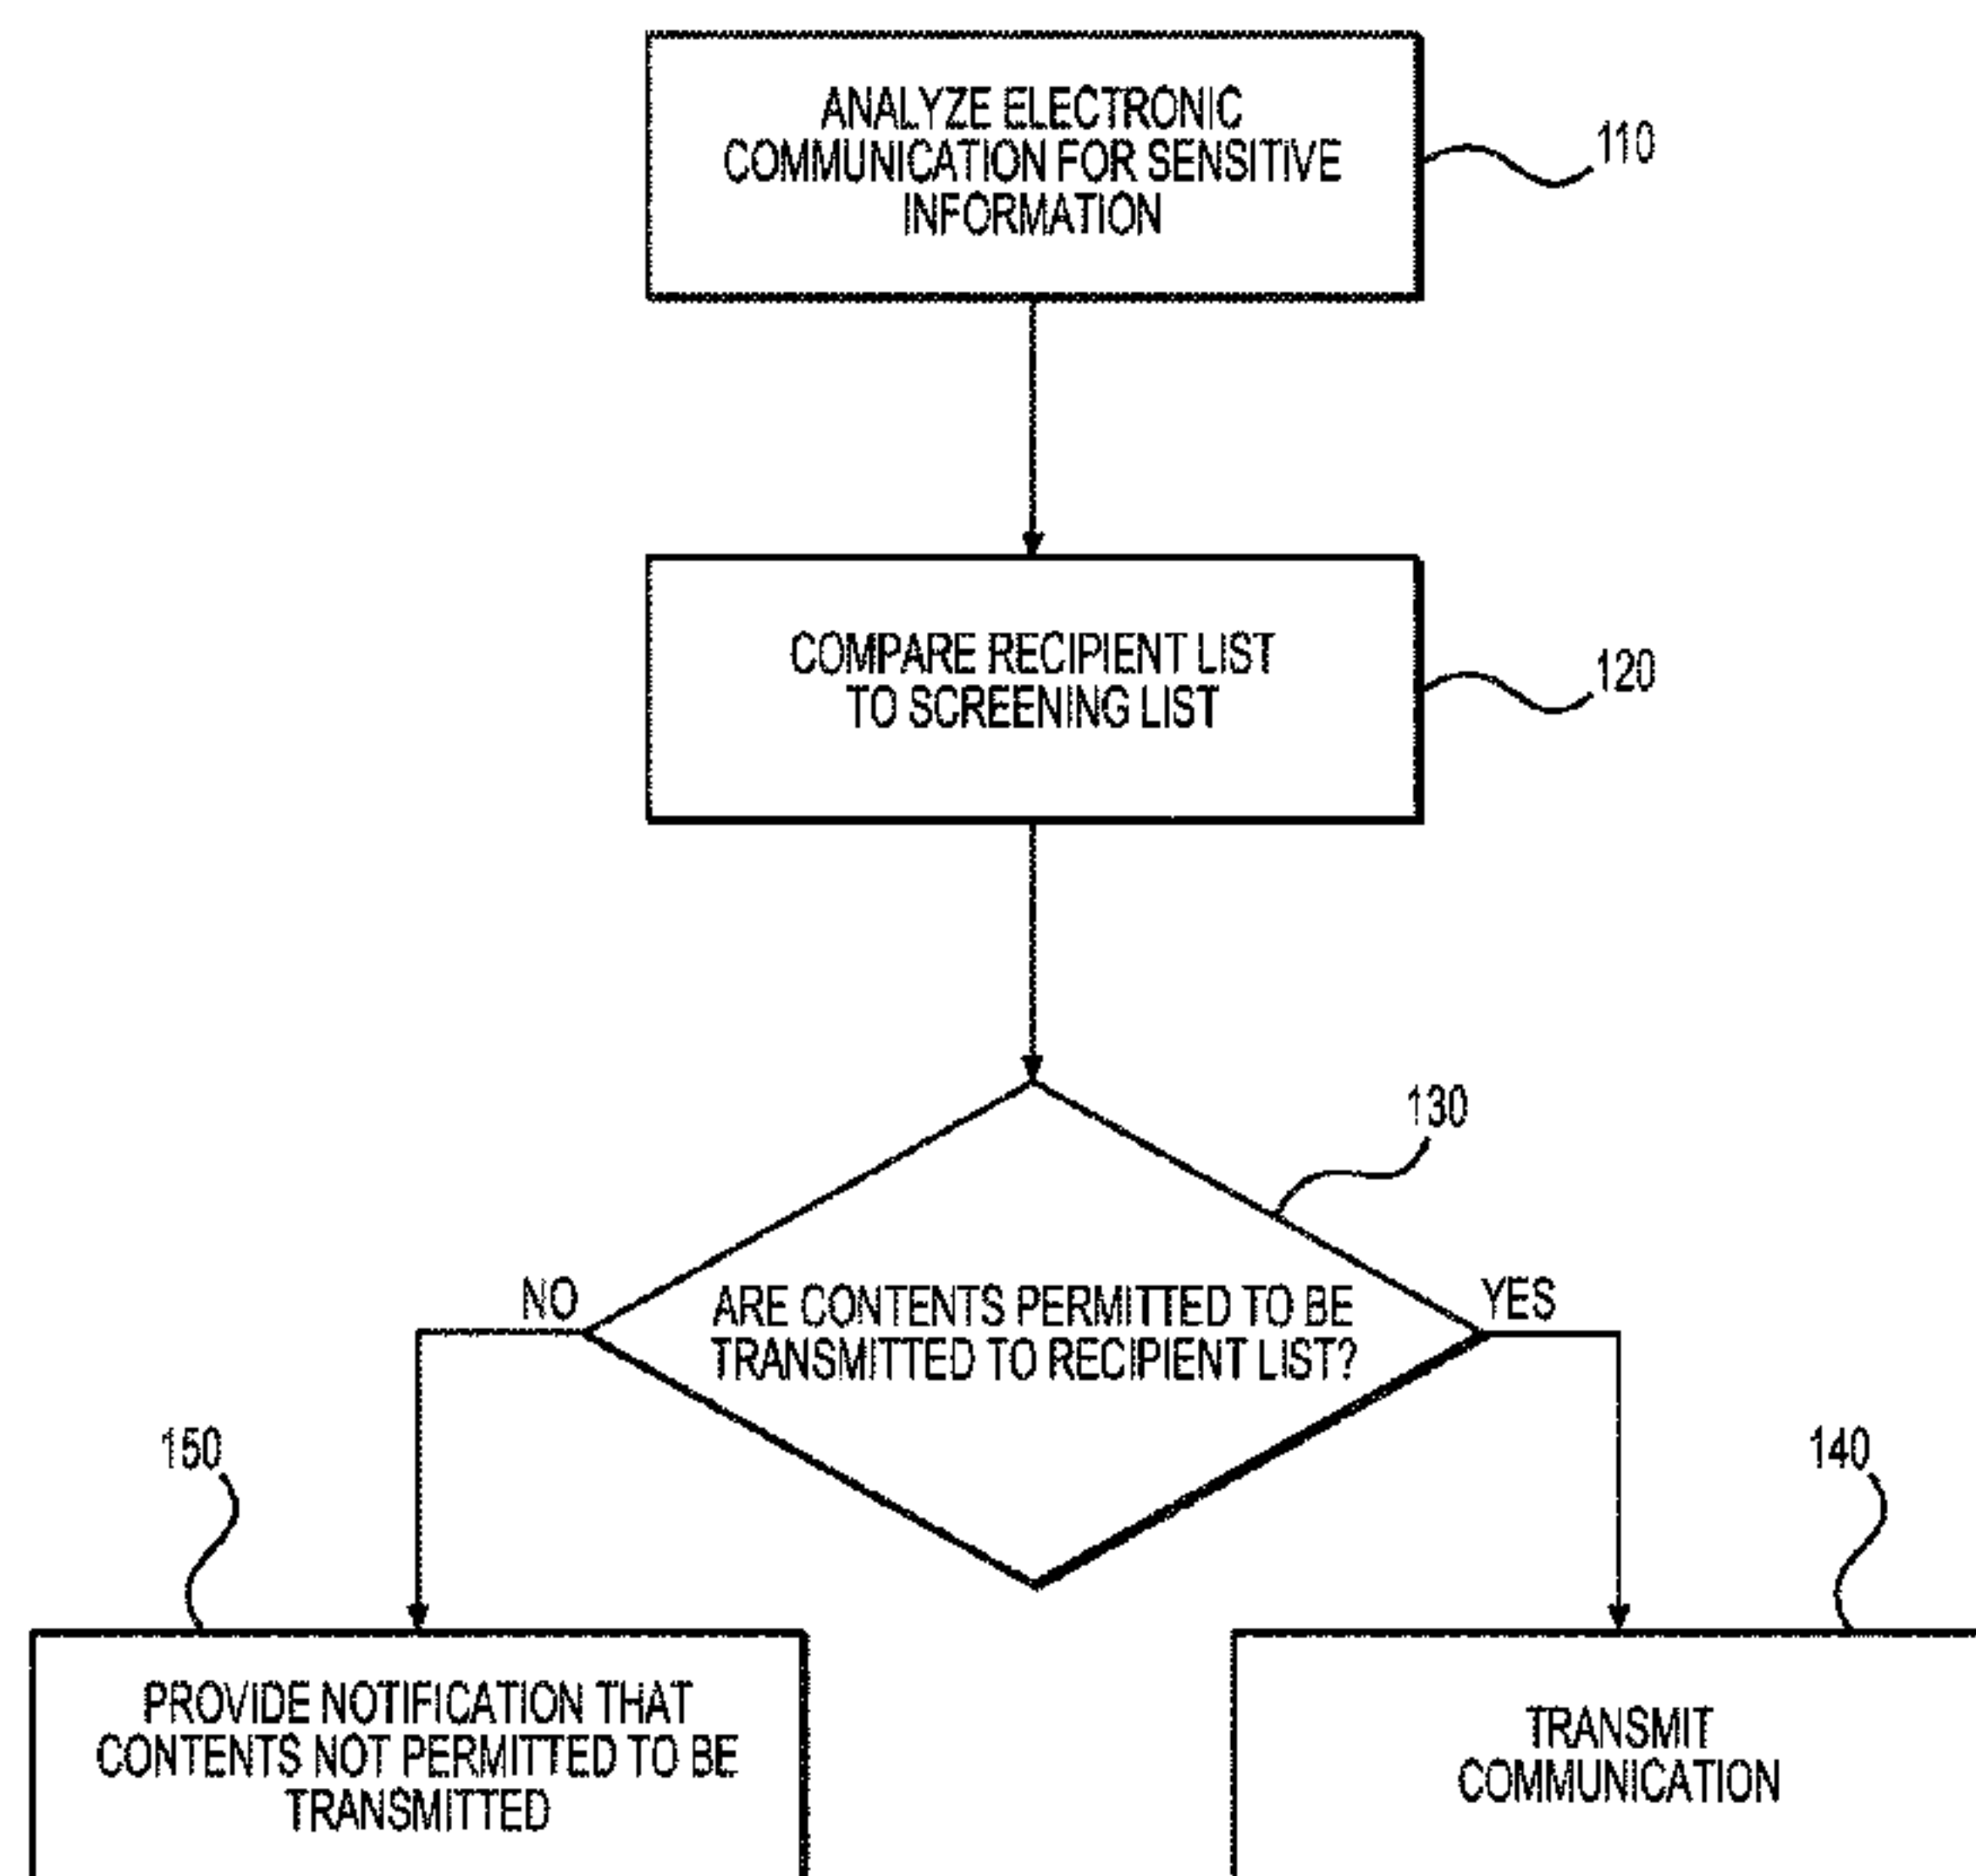 ANALYZE ELECTRONIC
COMMUNICATION FOR SENSITIVE
INFORMATION
110
COMPARE RECIPIENT LIST
TO SCREENING LIST
120
130
NO
ARE CONTENTS PERMITTED TO BE
TRANSMITTED TO RECIPIENT LIST?
YES
150
140
PROVIDE NOTIFICATION THAT
CONTENTS NOT PERMITTED TO BE
TRANSMITTED
TRANSMIT
COMMUNICATION